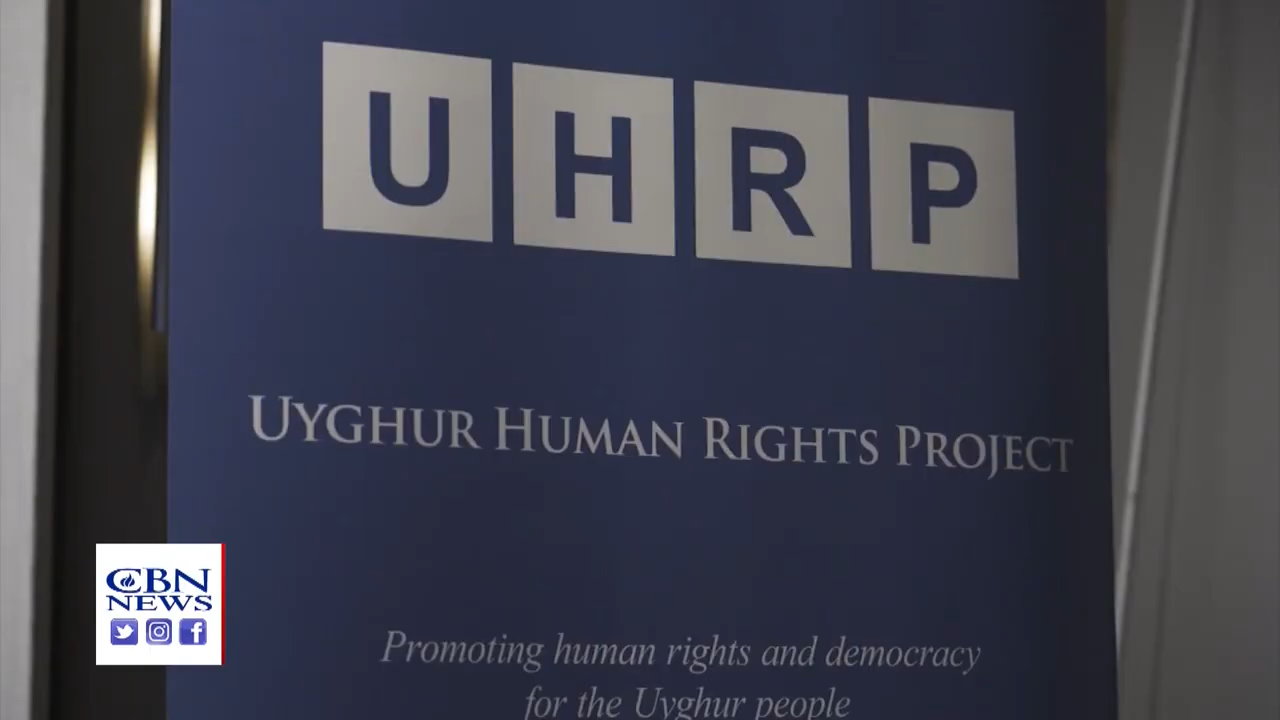 UHRP
UYGHUR HUMAN RIGHTS PROJECT
Promoting human rights and democracy
for the Uyghur people
CBN
NEWS